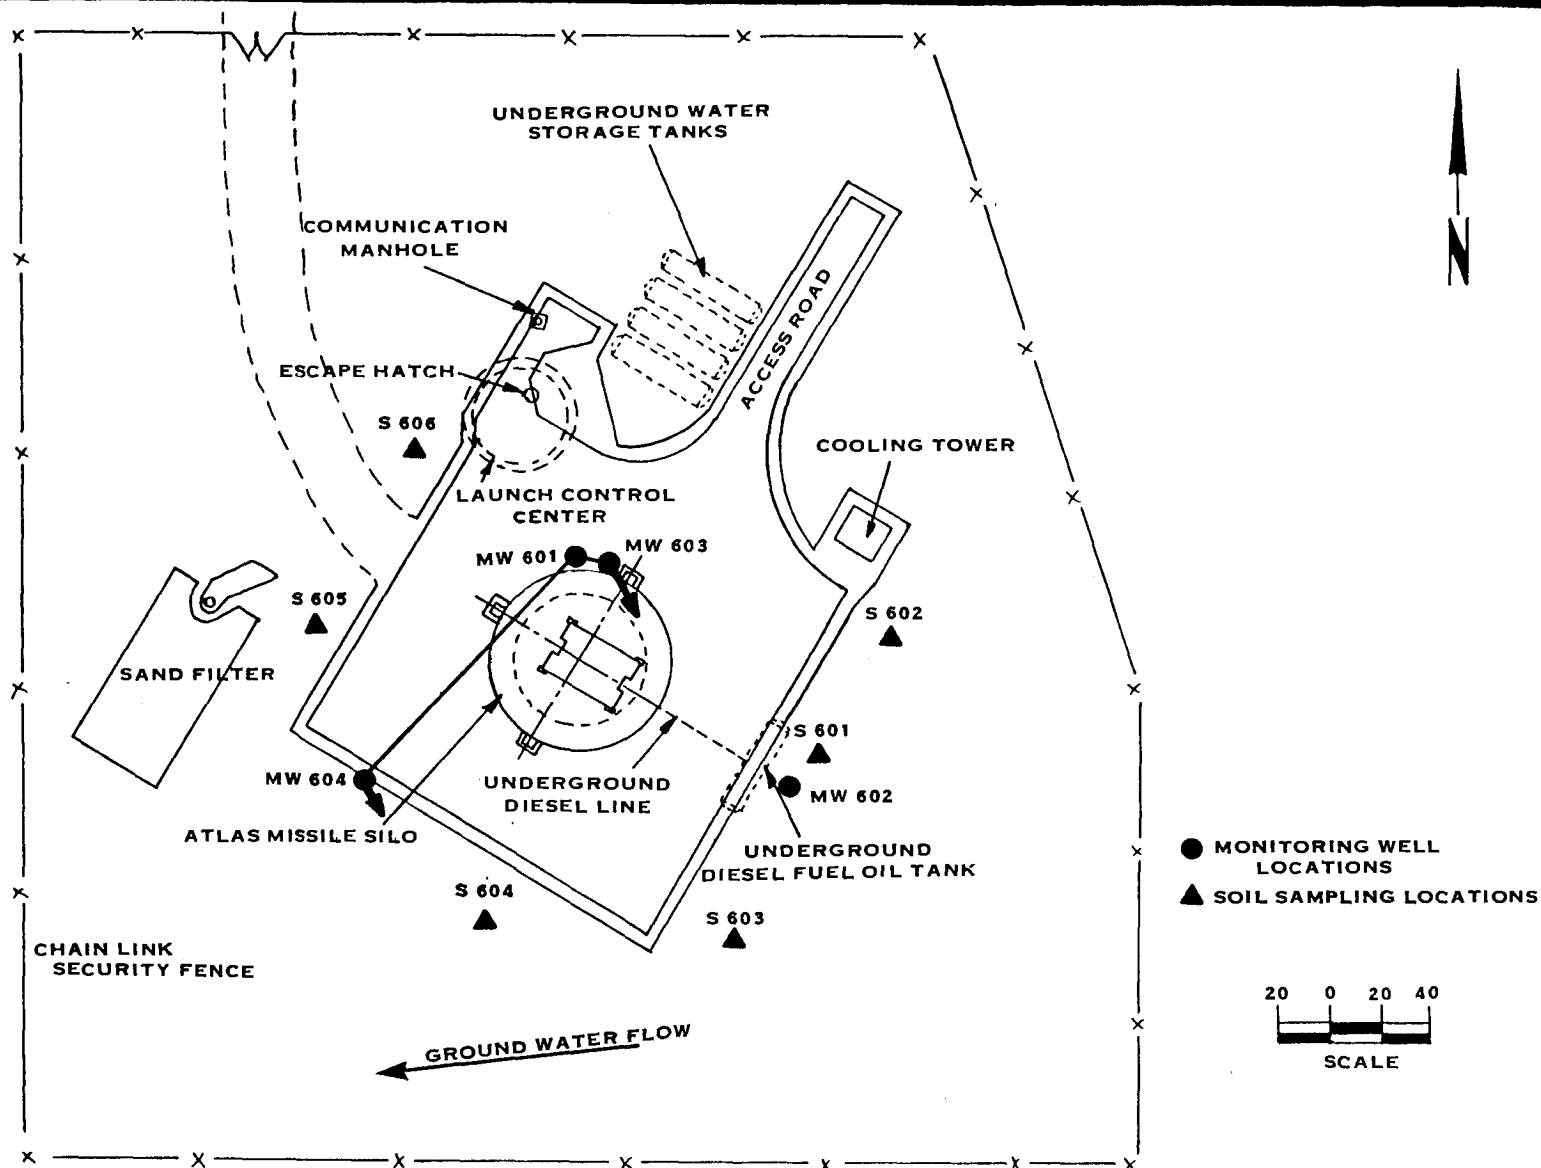 UNDERGROUND WATER
STORAGE TANKS
N
COMMUNICATION
MANHOLE
ACCESS ROAD
ESCAPE HATCH
S 606
COOLING TOWER
LAUNCH CONTROL
CENTER
MW 601
MW 603
S 605
S 602
SAND FILTER
S 601
MW 604
UNDERGROUND
DIESEL LINE
MW 602
ATLAS MISSILE SILO
UNDERGROUND
DIESEL FUEL OIL TANK
MONITORING WELL
LOCATIONS
SOIL SAMPLING LOCATIONS
S 604
S 603
CHAIN LINK
SECURITY FENCE
20 0 20 40
SCALE
GROUND WATER FLOW